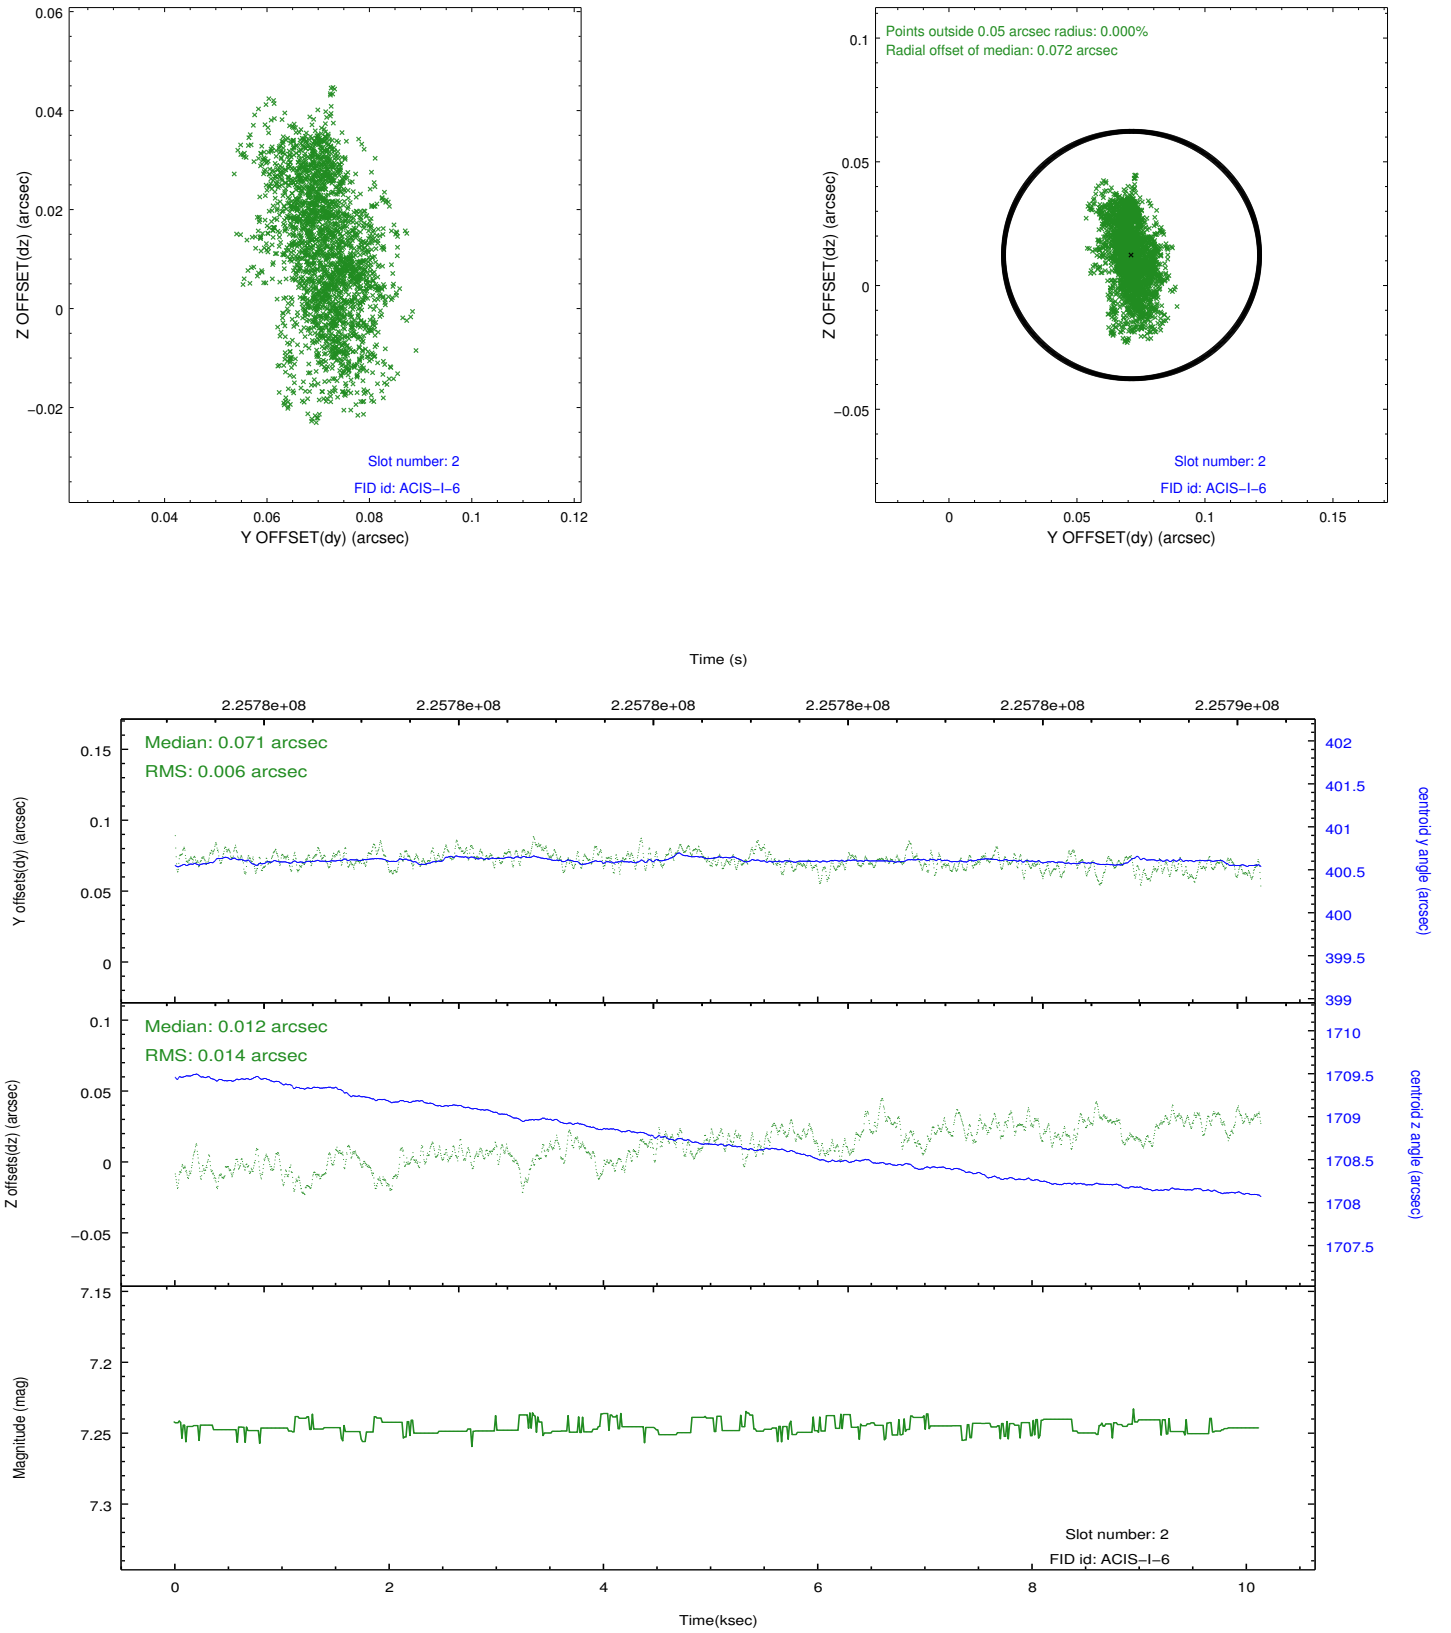 0.06
0.04
0.02
0
−0.02
Z OFFSET(dz) (arcsec)
Slot number: 2
FID id: ACIS−I−6
0.04 0.06 0.08 0.1 0.12
Y OFFSET(dy) (arcsec)
Points outside 0.05 arcsec radius: 0.000%
Radial offset of median: 0.072 arcsec
0.1
0.05
0
−0.05
Z OFFSET(dz) (arcsec)
Slot number: 2
FID id: ACIS−I−6
0 0.05 0.1 0.15
Y OFFSET(dy) (arcsec)
Time (s)
2.2578e+08 2.2578e+08 2.2578e+08 2.2578e+08 2.2578e+08 2.2579e+08
Median: 0.071 arcsec
RMS: 0.006 arcsec
0.15
0.1
0.05
0
Y offsets(dy) (arcsec)
402
401.5
401
400.5
400
399.5
399
centroid y angle (arcsec)
Median: 0.012 arcsec
RMS: 0.014 arcsec
0.1
0.05
0
−0.05
Z offsets(dz) (arcsec)
1710
1709.5
1709
1708.5
1708
1707.5
centroid z angle (arcsec)
7.15
7.2
7.25
7.3
Magnitude (mag)
Slot number: 2
FID id: ACIS−I−6
0 2 4 6 8 10
Time(ksec)